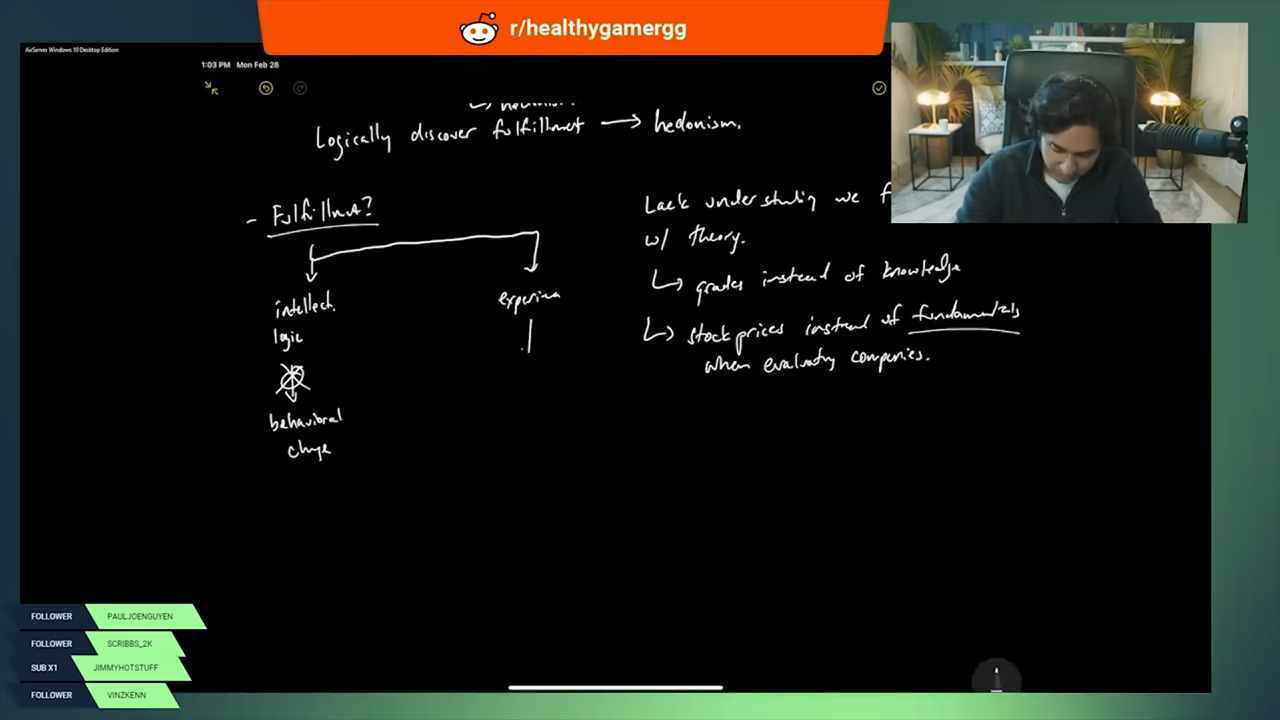 r/healthygamergg
AirServer Windows 10 Desktop Edition
1:03 PM Mon Feb 28
Logically discover fulfillment → hedonism.
- Fulfillment?
intellect.
logic
behavioral
change
experien
Lack understanding we f
w/ theory.
↳ grades instead of knowledge
↳ stock prices instead of fundamentals
when evaluating companies.
FOLLOWER PAULJOENGUYEN
FOLLOWER SCRIBBS_2K
SUB X1 JIMMYHOTSTUFF
FOLLOWER VINZKENN